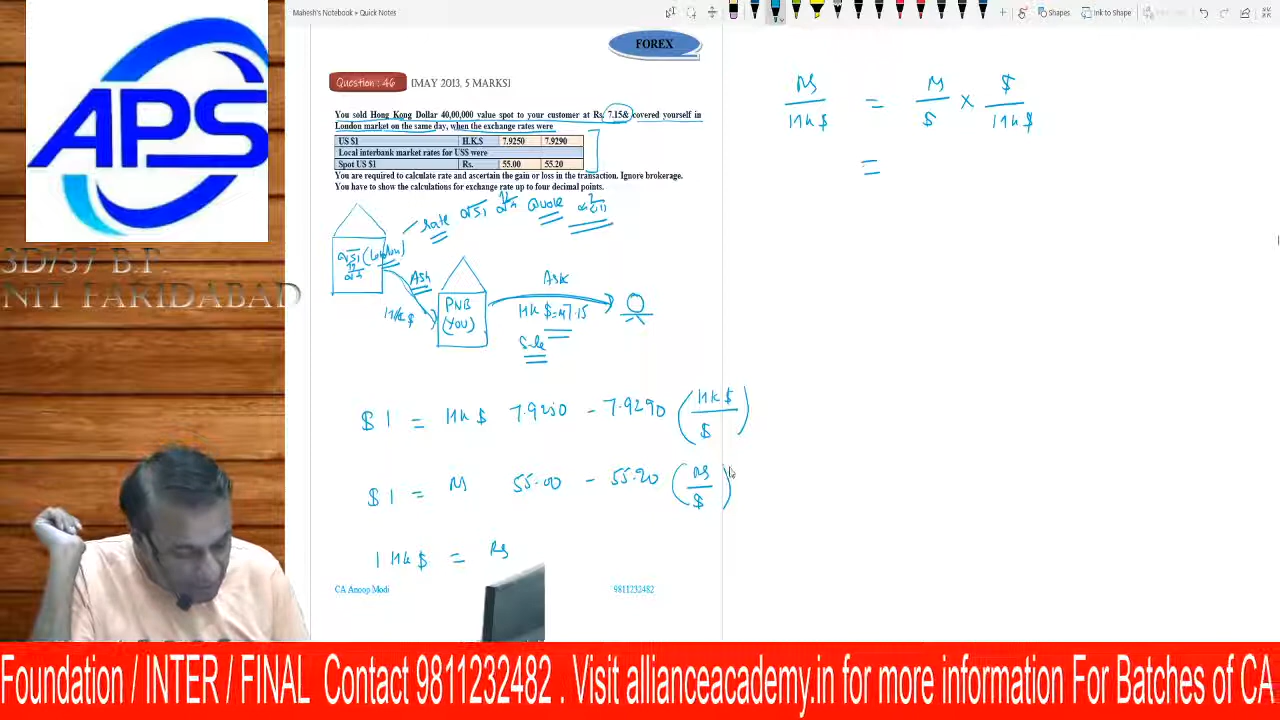 Mahesh's Notebook » Quick Notes
Shapes
Ink to Shape
APS
3D/37 B.P.
NIT FARIDABAD
FOREX
Question : 46
[MAY 2013, 5 MARKS]
You sold Hong Kong Dollar 40,00,000 value spot to your customer at Rs. 7.15& covered yourself in
London market on the same day, when the exchange rates were
US $1 H.K.$ 7.9250 7.9290
Local interbank market rates for US$ were
Spot US $1 Rs. 55.00 55.20
You are required to calculate rate and ascertain the gain or loss in the transaction. Ignore brokerage.
You have to show the calculations for exchange rate up to four decimal points.
Rate
Quote
(London)
Ask
HK $
PNB
(YOU)
ASK
HK $=₹7.15
Sale
$ 1 = HK $ 7.9250 - 7.9290 (HK $ / $)
$ 1 = Rs 55.00 - 55.20 (Rs / $)
1 HK $ = Rs
CA Anoop Modi
9811232482
Rs / HK $ = Rs / $ × $ / HK $
=
Foundation / INTER / FINAL Contact 9811232482 . Visit allianceacademy.in for more information For Batches of CA